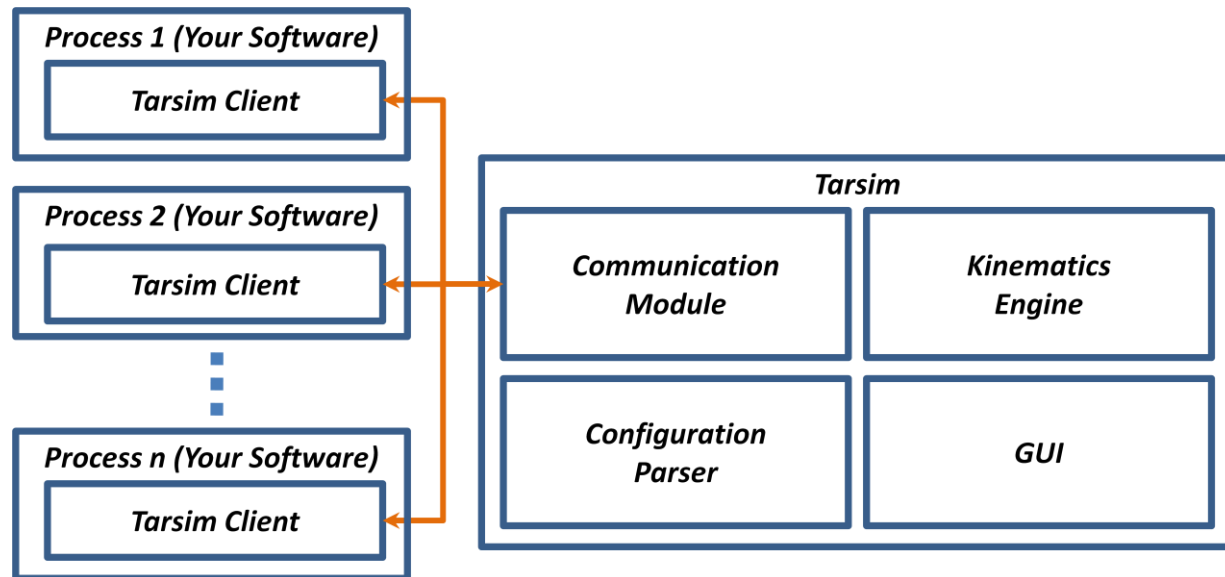 Process 1 (Your Software)
Tarsim Client
Process 2 (Your Software)
Tarsim Client
Process n (Your Software)
Tarsim Client
Tarsim
Communication
Module
Kinematics
Engine
Configuration
Parser
GUI